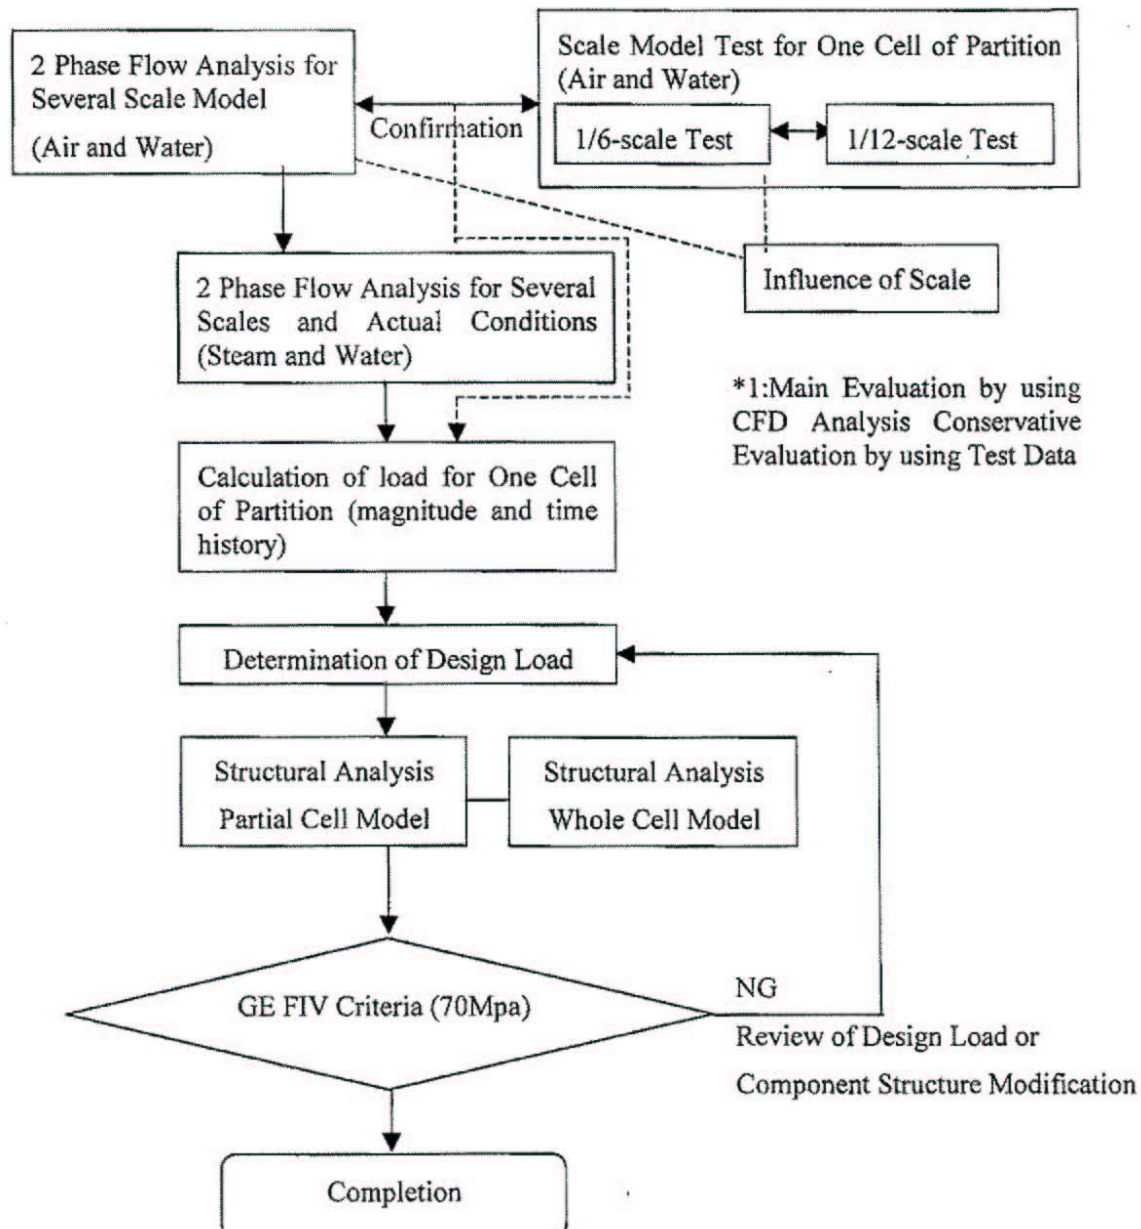 2 Phase Flow Analysis for
Several Scale Model
(Air and Water)
Confirmation
Scale Model Test for One Cell of Partition
(Air and Water)
1/6-scale Test
1/12-scale Test
Influence of Scale
2 Phase Flow Analysis for Several
Scales and Actual Conditions
(Steam and Water)
*1:Main Evaluation by using
CFD Analysis Conservative
Evaluation by using Test Data
Calculation of load for One Cell
of Partition (magnitude and time
history)
Determination of Design Load
Structural Analysis
Partial Cell Model
Structural Analysis
Whole Cell Model
GE FIV Criteria (70Mpa)
NG
Review of Design Load or
Component Structure Modification
Completion